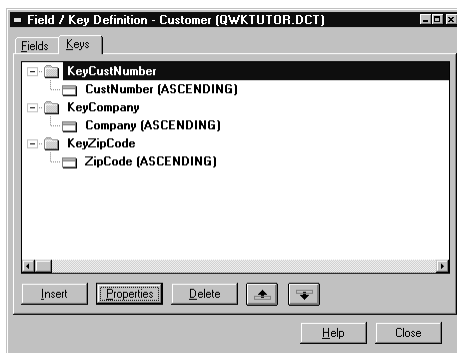 Field / Key Definition - Customer (QWKTUTOR.DCT)
Fields Keys
KeyCustNumber
CustNumber (ASCENDING)
KeyCompany
Company (ASCENDING)
KeyZipCode
ZipCode (ASCENDING)
Insert Properties Delete
Help Close